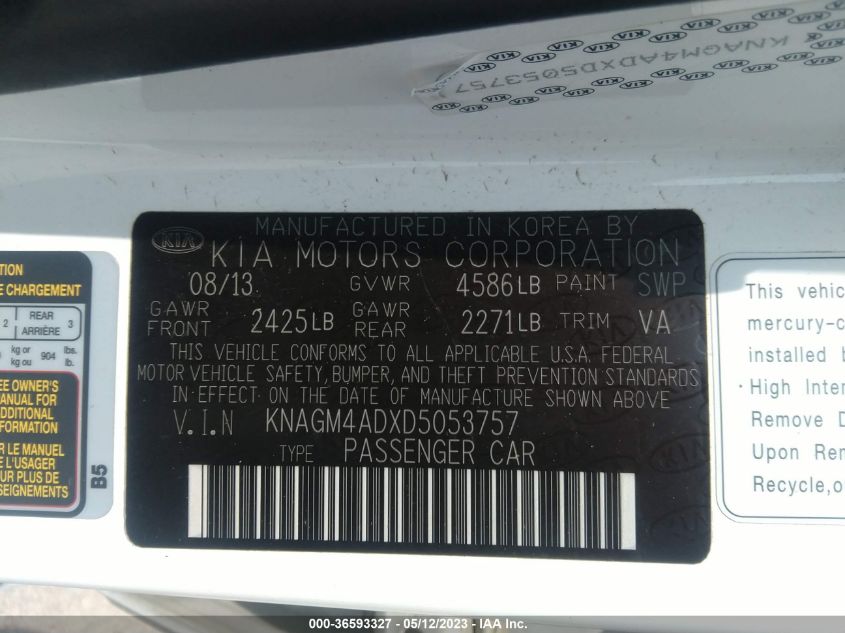 KNAGM4ADXD5053757
KIA
MANUFACTURED IN KOREA BY
KIA MOTORS CORPORATION
08/13 GVWR 4586LB PAINT SWP
GAWR FRONT 2425LB GAWR REAR 2271LB TRIM VA
THIS VEHICLE CONFORMS TO ALL APPLICABLE U.S.A. FEDERAL
MOTOR VEHICLE SAFETY, BUMPER, AND THEFT PREVENTION STANDARDS
IN EFFECT ON THE DATE OF MANUFACTURE SHOWN ABOVE
V.I.N KNAGM4ADXD5053757
TYPE PASSENGER CAR
E CHARGEMENT
2 REAR ARRIÈRE 3
kg or kg ou 904 lbs. lb.
EE OWNER'S
MANUAL FOR
R LE MANUEL
L'USAGER
UR PLUS DE
SEIGNEMENTS
B5
This vehic
mercury-c
installed b
· High Inter
Remove D
Upon Rem
Recycle,o
000-36593327 - 05/12/2023 - IAA Inc.